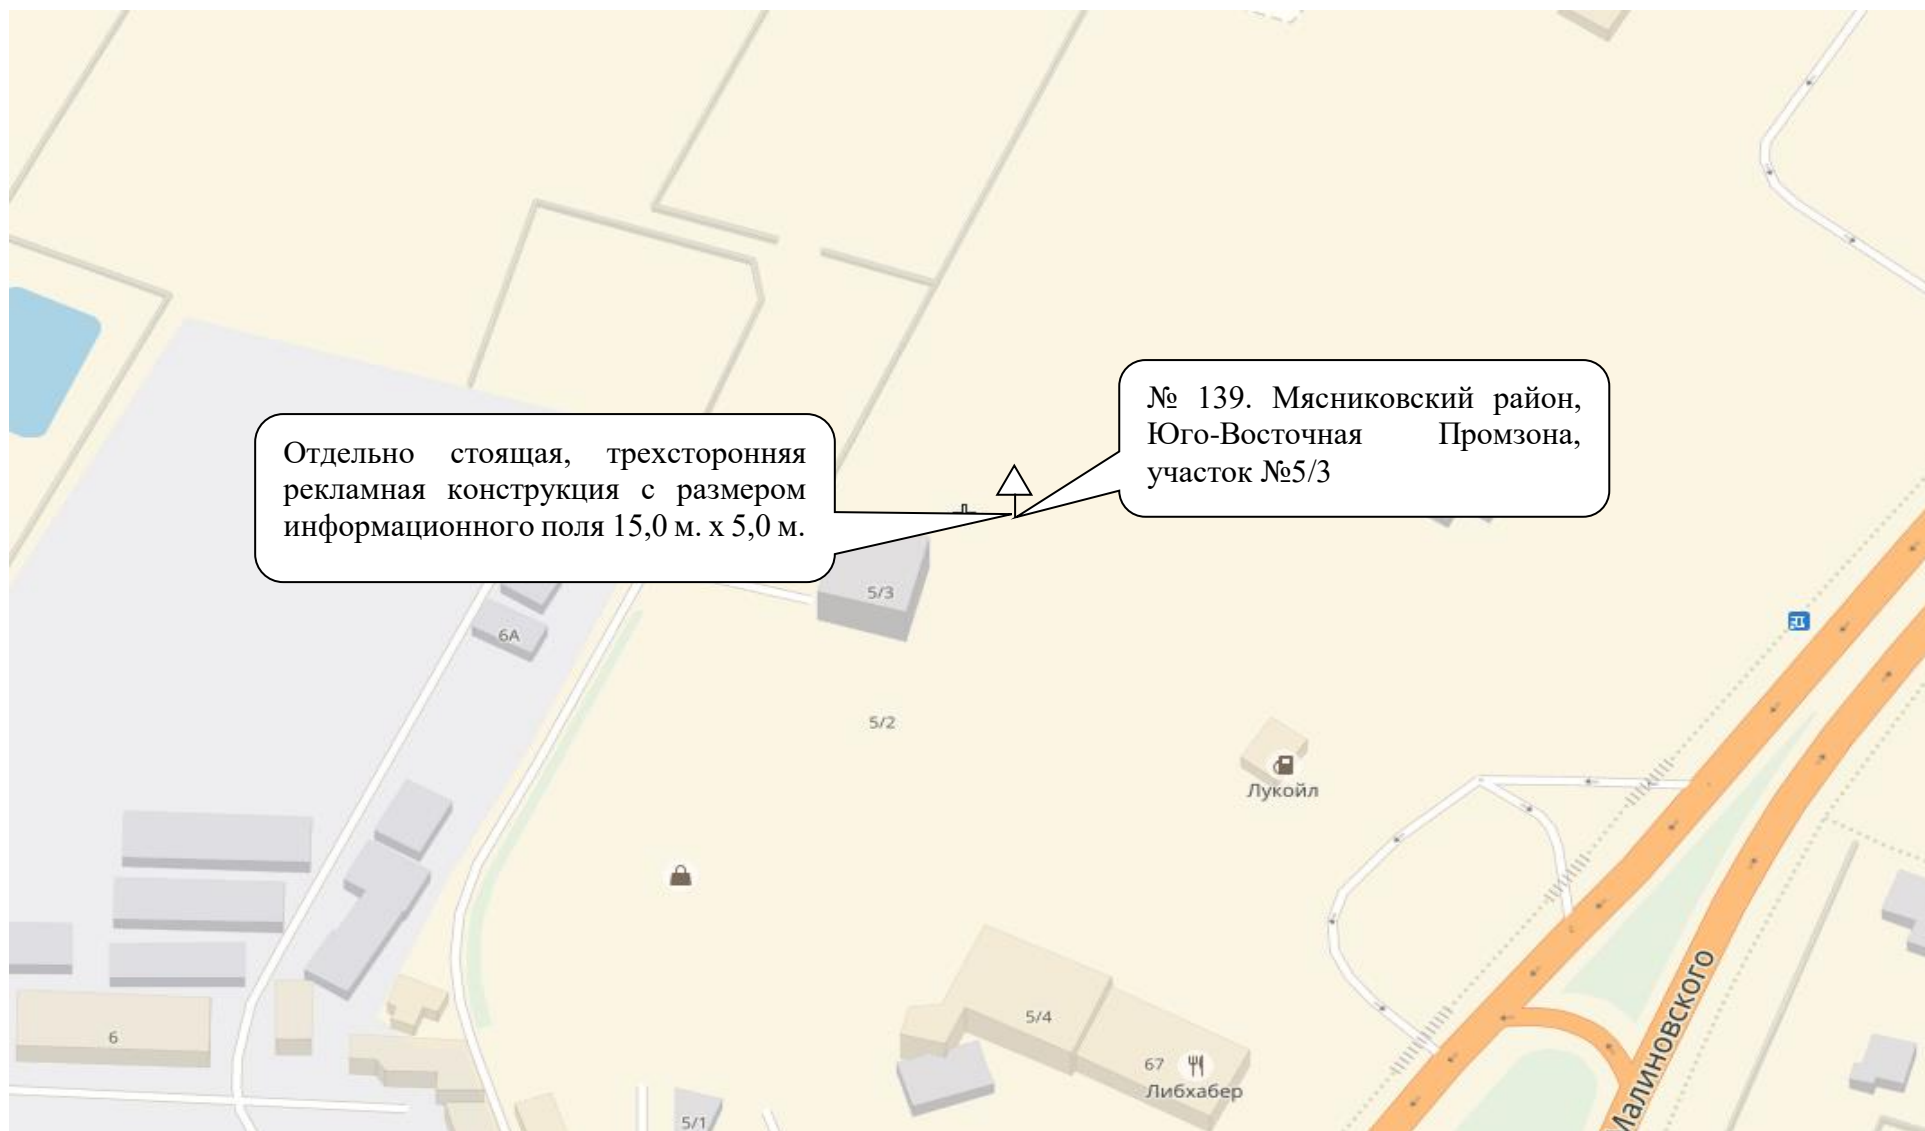 № 139. Мясниковский район,
Юго-Восточная Промзона,
участок №5/3
Отдельно стоящая, трехсторонняя
рекламная конструкция с размером
информационного поля 15,0 м. х 5,0 м.
5/3
6А
5/2
Лукойл
5/4
6
67
Либхабер
Малиновского
5/1